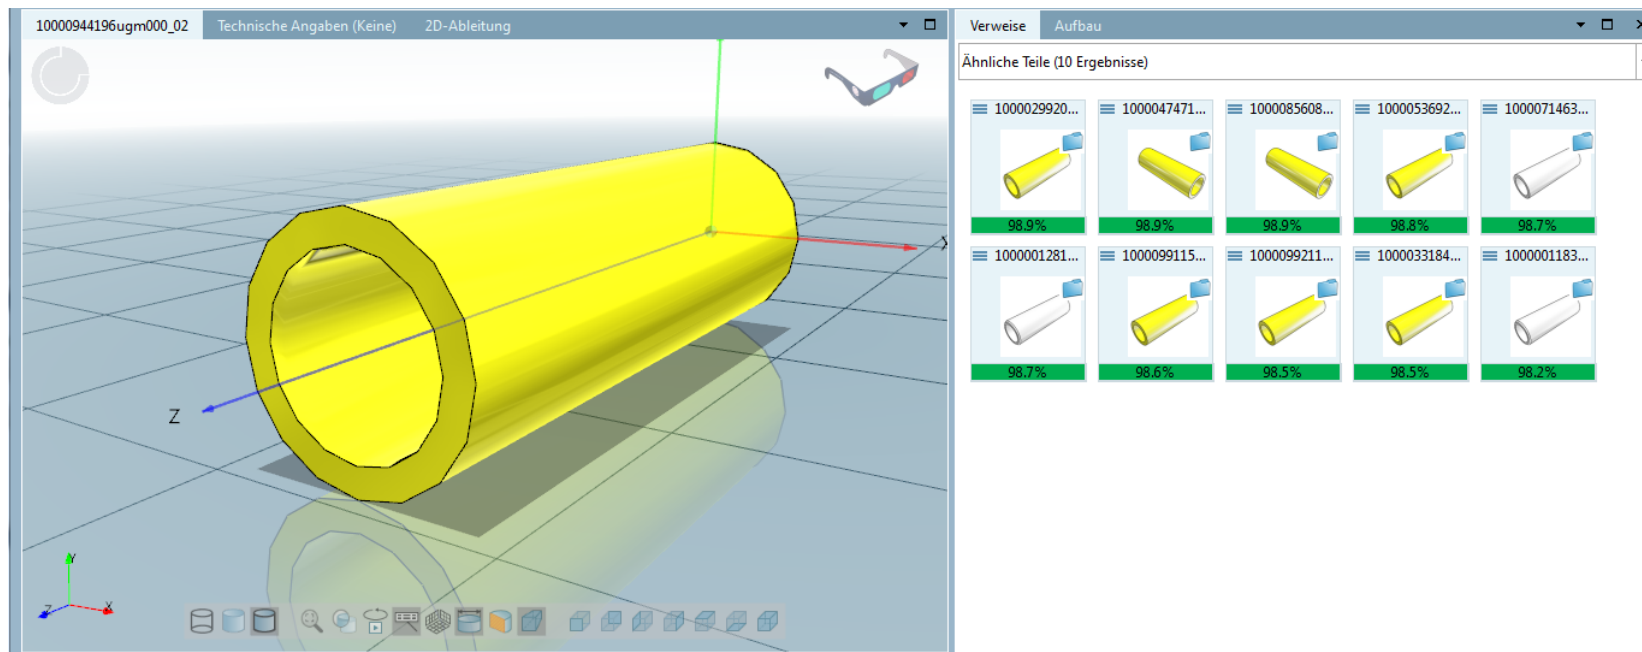 10000944196ugm000_02 Technische Angaben (Keine) 2D-Ableitung
Verweise Aufbau
Ähnliche Teile (10 Ergebnisse)
1000029920... 1000047471... 1000085608... 1000053692... 1000071463...
98.9% 98.9% 98.9% 98.8% 98.7%
1000001281... 1000099115... 1000099211... 1000033184... 1000001183...
98.7% 98.6% 98.5% 98.5% 98.2%
X
Z
Y
Z X